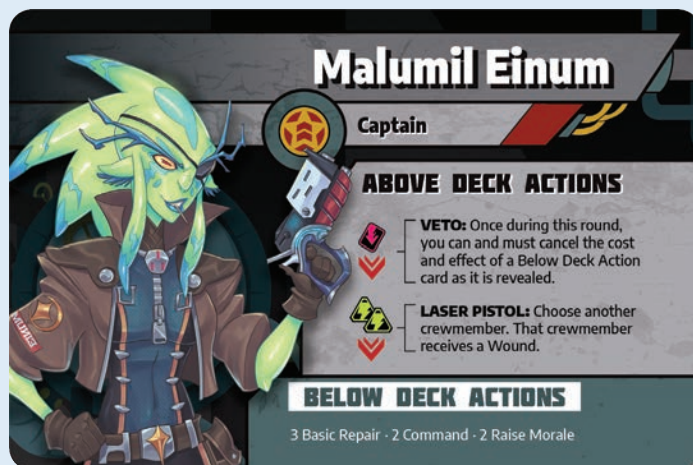 Malumil Einum
Captain
ABOVE DECK ACTIONS
VETO: Once during this round,
you can and must cancel the cost
and effect of a Below Deck Action
card as it is revealed.
LASER PISTOL: Choose another
crewmember. That crewmember
receives a Wound.
BELOW DECK ACTIONS
3 Basic Repair · 2 Command · 2 Raise Morale